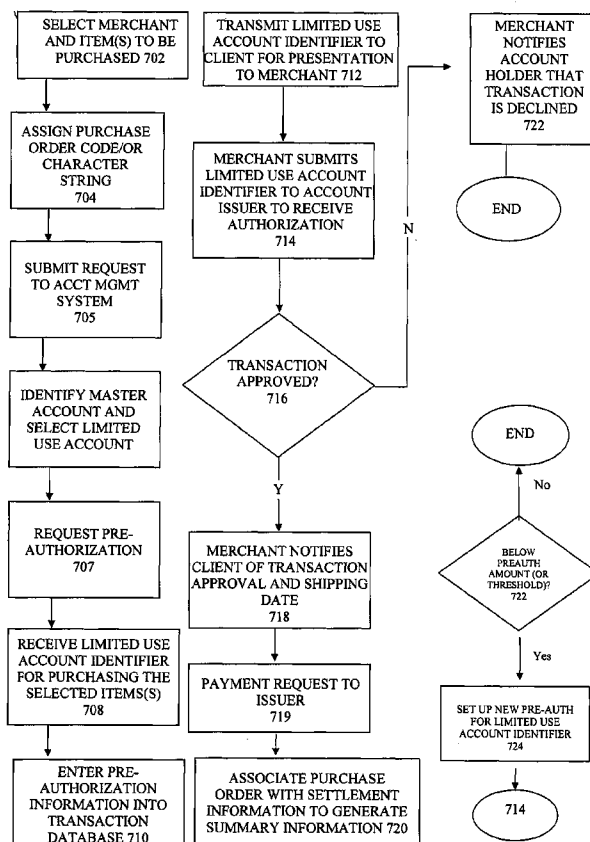 SELECT MERCHANT
AND ITEM(S) TO BE
PURCHASED 702
ASSIGN PURCHASE
ORDER CODE/OR
CHARACTER
STRING
704
SUBMIT REQUEST
TO ACCT MGMT
SYSTEM
705
IDENTIFY MASTER
ACCOUNT AND
SELECT LIMITED
USE ACCOUNT
REQUEST PRE-
AUTHORIZATION
707
RECEIVE LIMITED USE
ACCOUNT IDENTIFIER
FOR PURCHASING THE
SELECTED ITEMS(S)
708
ENTER PRE-
AUTHORIZATION
INFORMATION INTO
TRANSACTION
DATABASE 710
TRANSMIT LIMITED USE
ACCOUNT IDENTIFIER TO
CLIENT FOR PRESENTATION
TO MERCHANT 712
MERCHANT SUBMITS
LIMITED USE ACCOUNT
IDENTIFIER TO ACCOUNT
ISSUER TO RECEIVE
AUTHORIZATION
714
TRANSACTION
APPROVED?
716
N
Y
MERCHANT NOTIFIES
CLIENT OF TRANSACTION
APPROVAL AND SHIPPING
DATE
718
PAYMENT REQUEST TO
ISSUER
719
ASSOCIATE PURCHASE
ORDER WITH SETTLEMENT
INFORMATION TO GENERATE
SUMMARY INFORMATION 720
MERCHANT
NOTIFIES
ACCOUNT
HOLDER THAT
TRANSACTION
IS DECLINED
722
END
END
No
BELOW
PREAUTH
AMOUNT (OR
THRESHOLD)?
722
Yes
SET UP NEW PRE-AUTH
FOR LIMITED USE
ACCOUNT IDENTIFIER
724
714